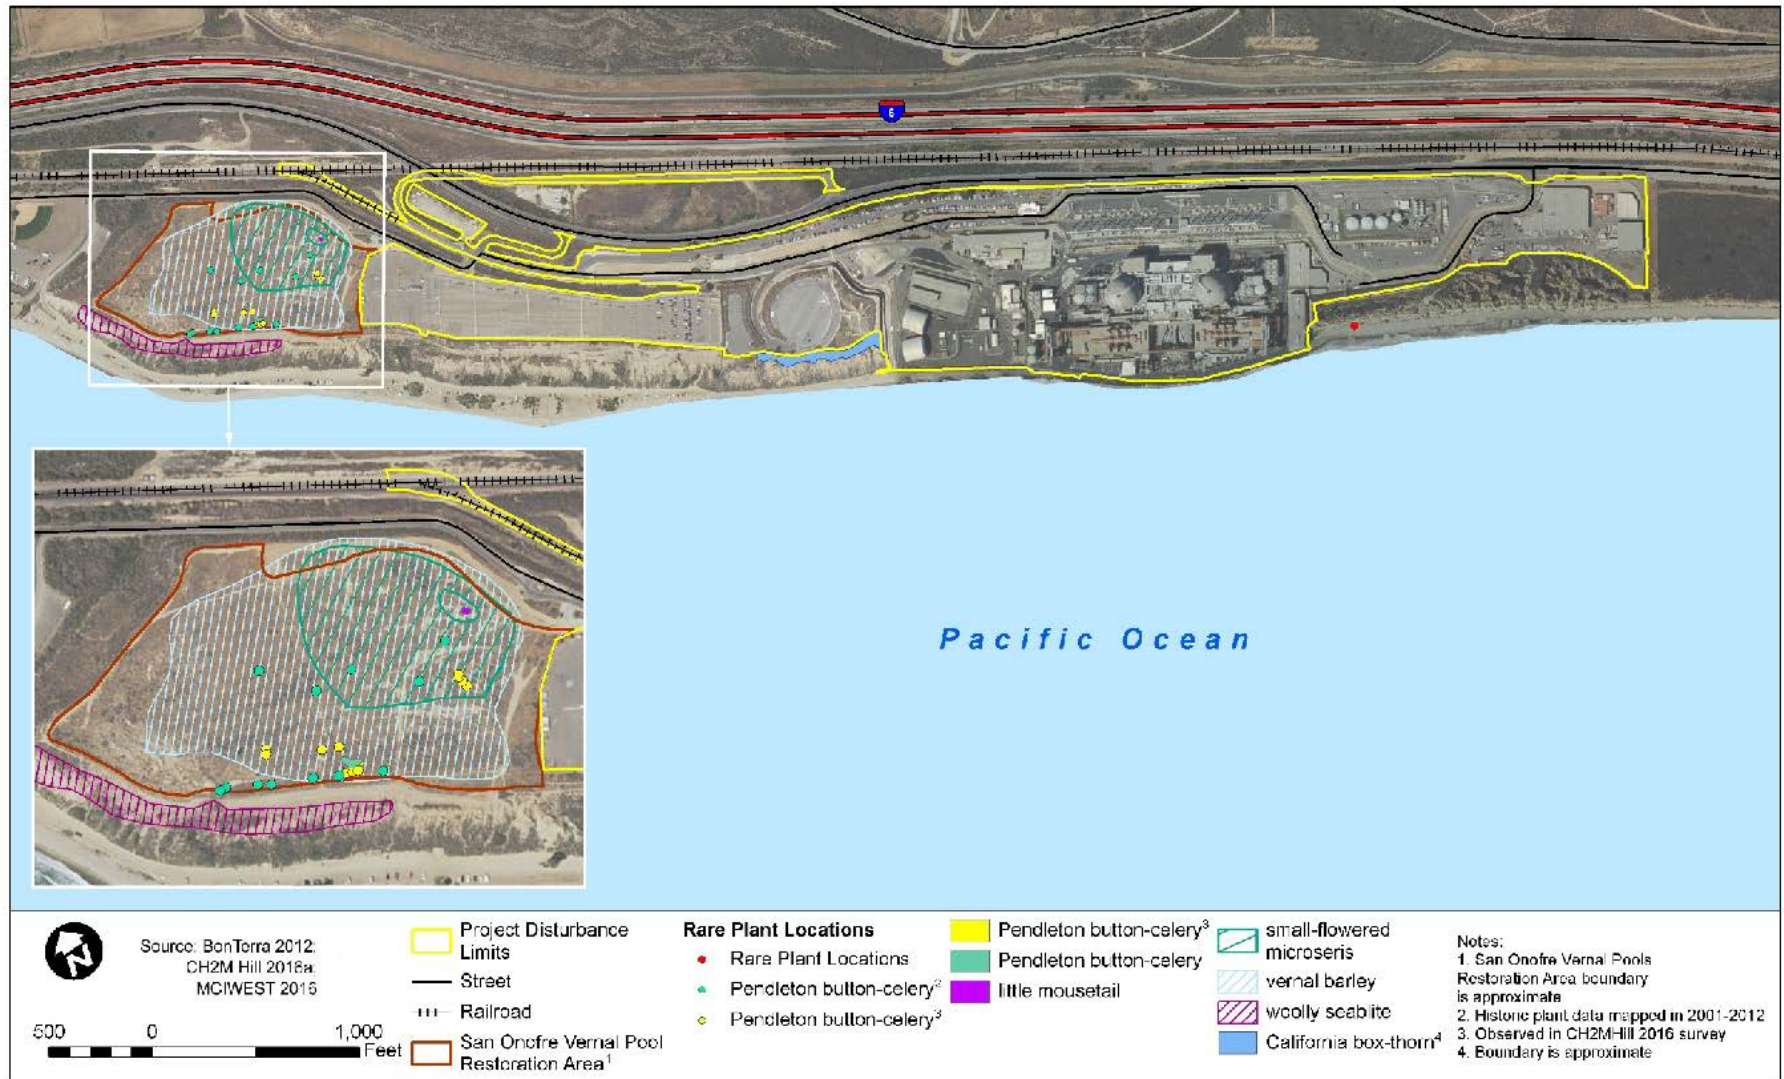 5
Pacific Ocean
N
Source: BonTerra 2012;
CH2M Hill 2016a;
MCIWEST 2016
500 0 1,000
Feet
Project Disturbance
Limits
Street
Railroad
San Onofre Vernal Pool
Restoration Area1
Rare Plant Locations
Rare Plant Locations
Pendleton button-celery2
Pendleton button-celery3
Pendleton button-celery3
Pendleton button-celery
little mousetail
small-flowered
microseris
vernal barley
woolly seablite
California box-thorn4
Notes:
1. San Onofre Vernal Pools
Restoration Area boundary
is approximate
2. Historic plant data mapped in 2001-2012
3. Observed in CH2MHill 2016 survey
4. Boundary is approximate